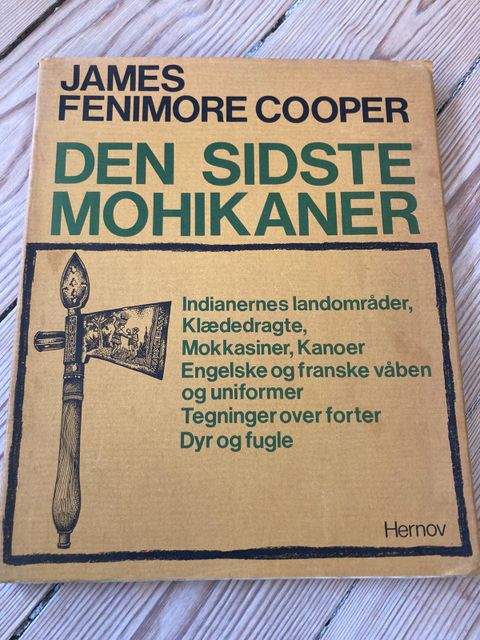 JAMES
FENIMORE COOPER
DEN SIDSTE
MOHIKANER
Indianernes landområder,
Klædedragte,
Mokkasiner, Kanoer
Engelske og franske våben
og uniformer
Tegninger over forter
Dyr og fugle
Hernov